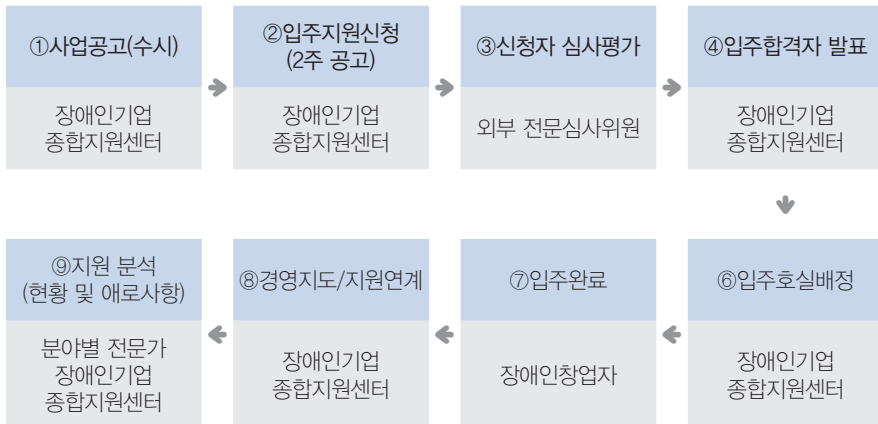 ①사업공고(수시)
장애인기업
종합지원센터
②입주지원신청
(2주 공고)
장애인기업
종합지원센터
③신청자 심사평가
외부 전문심사위원
④입주합격자 발표
장애인기업
종합지원센터
⑥입주호실배정
장애인기업
종합지원센터
⑦입주완료
장애인창업자
⑧경영지도/지원연계
장애인기업
종합지원센터
⑨지원 분석
(현황 및 애로사항)
분야별 전문가
장애인기업
종합지원센터